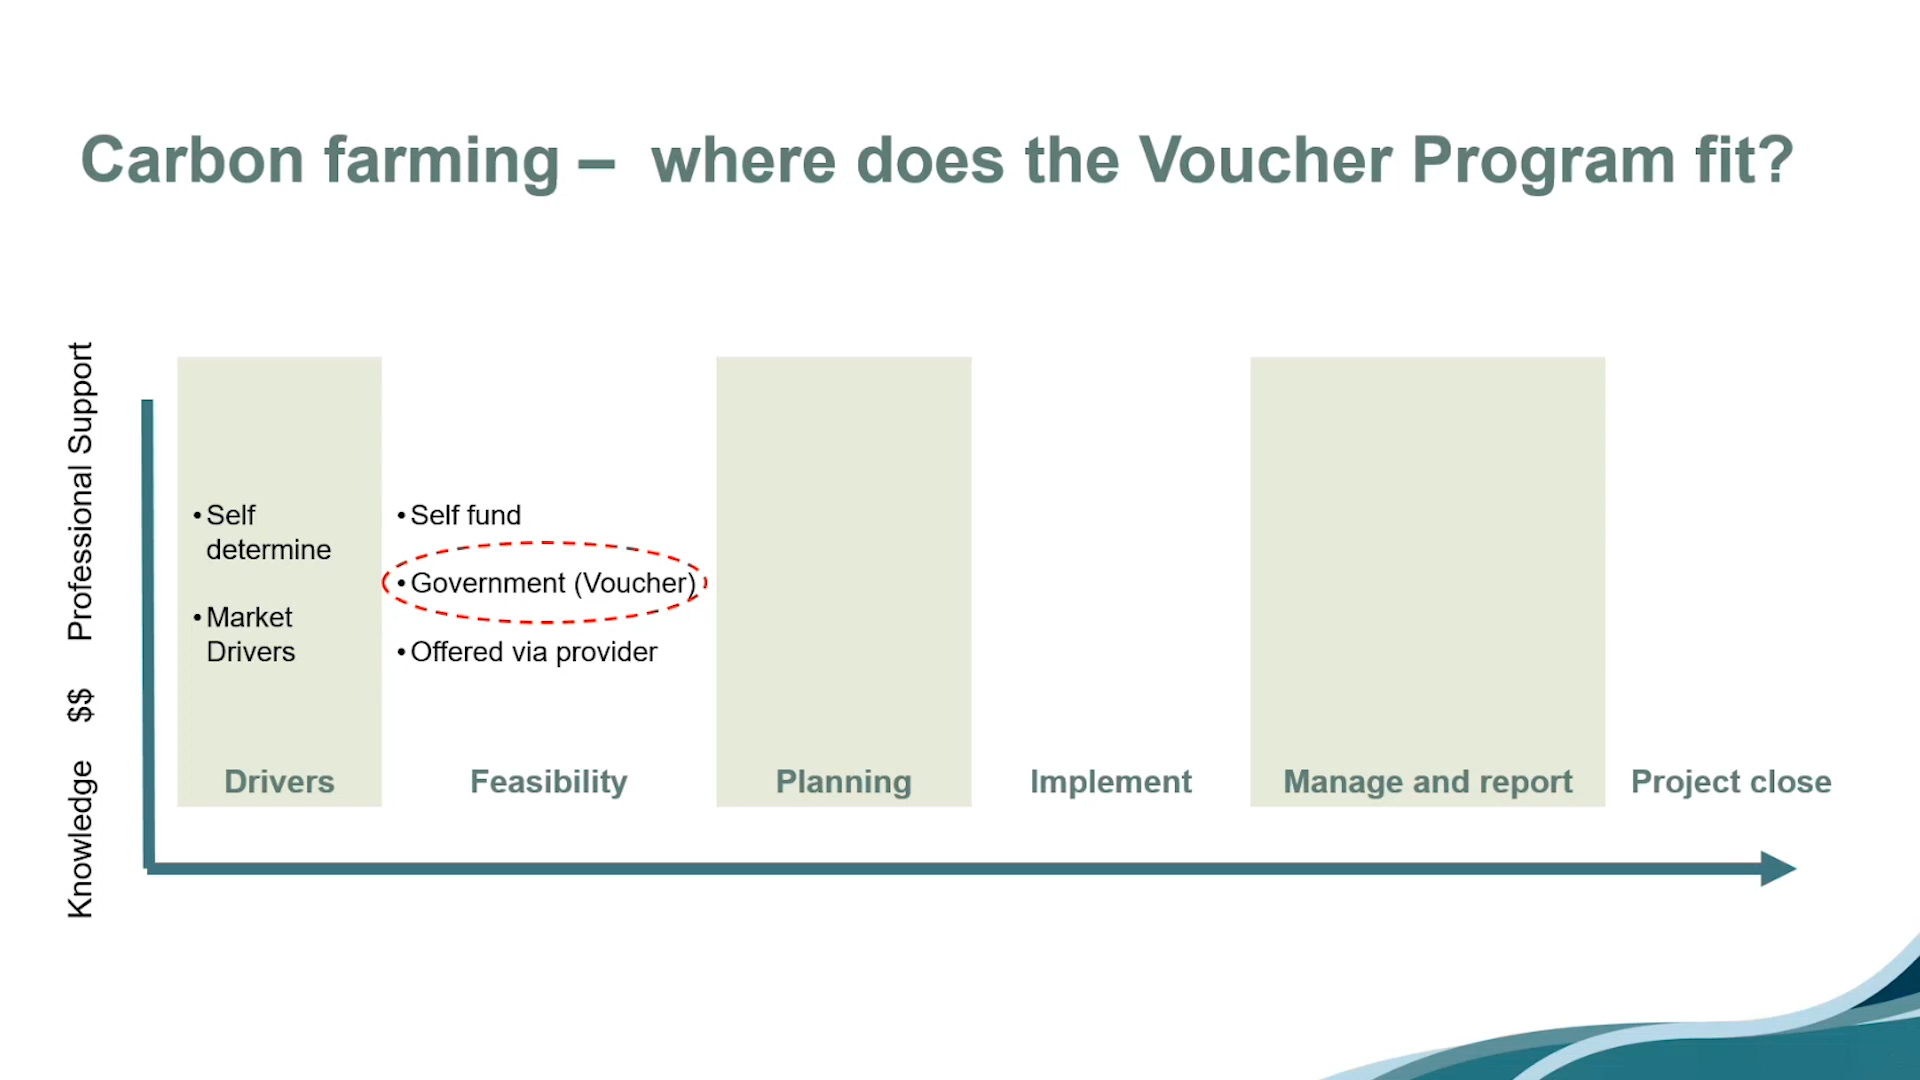 Carbon farming – where does the Voucher Program fit?
Knowledge $$ Professional Support
• Self
determine
• Market
Drivers
• Self fund
• Government (Voucher)
• Offered via provider
Drivers
Feasibility
Planning
Implement
Manage and report
Project close